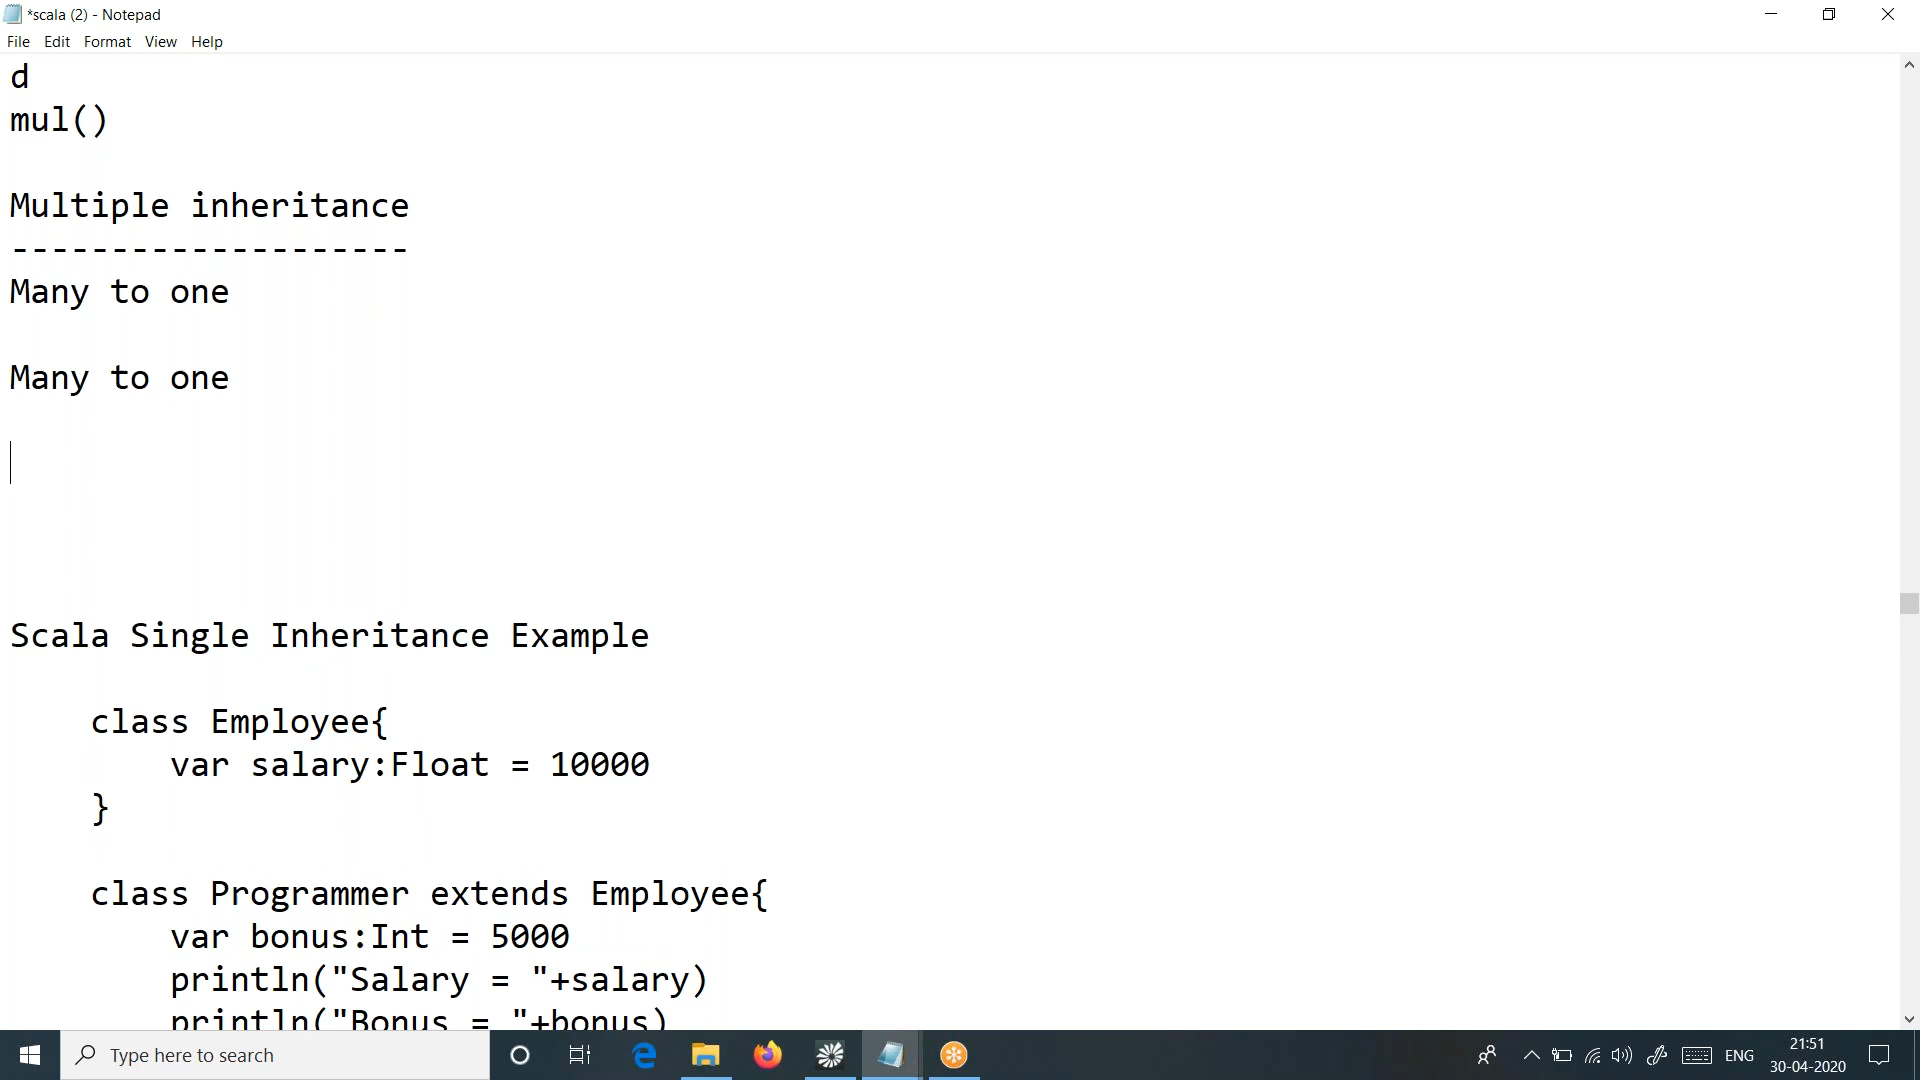 *scala (2) - Notepad
File Edit Format View Help
d
mul()
Multiple inheritance
--------------------
Many to one
Many to one
Scala Single Inheritance Example
class Employee{
var salary:Float = 10000
}
class Programmer extends Employee{
var bonus:Int = 5000
println("Salary = "+salary)
println("Bonus = "+bonus)
Type here to search
ENG
21:51
30-04-2020